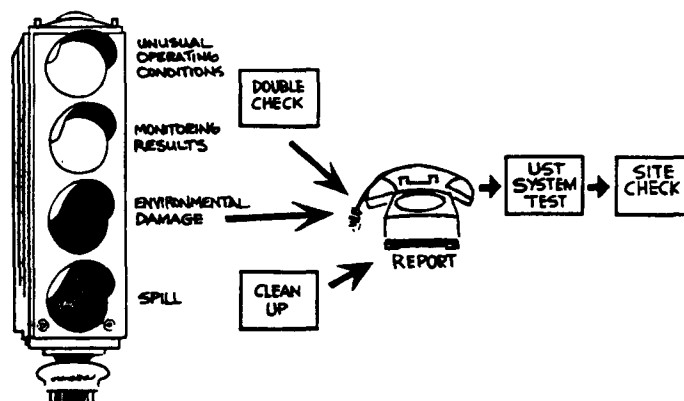 UNUSUAL
OPERATING
CONDITIONS
MONITORING
RESULTS
ENVIRONMENTAL
DAMAGE
SPILL
DOUBLE
CHECK
CLEAN
UP
REPORT
UST
SYSTEM
TEST
SITE
CHECK